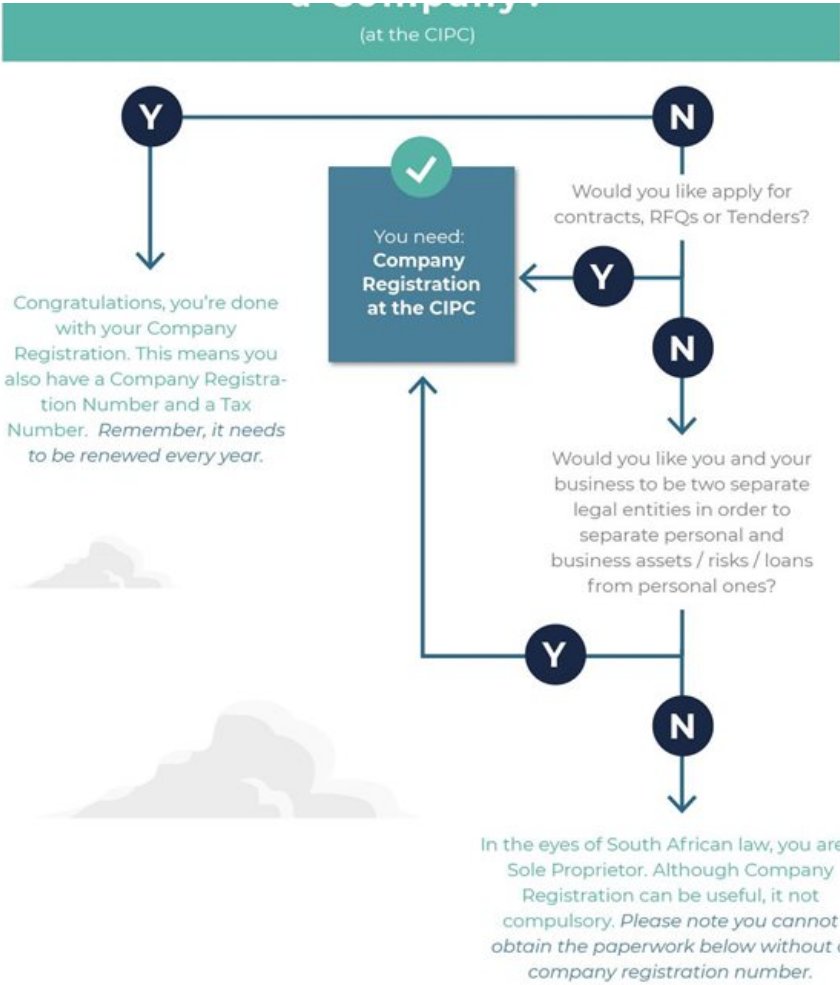 a Company?
(at the CIPC)
Y
N
Would you like apply for
contracts, RFQs or Tenders?
You need:
Company
Registration
at the CIPC
Y
N
Congratulations, you’re done
with your Company
Registration. This means you
also have a Company Registra-
tion Number and a Tax
Number. Remember, it needs
to be renewed every year.
Would you like you and your
business to be two separate
legal entities in order to
separate personal and
business assets / risks / loans
from personal ones?
Y
N
In the eyes of South African law, you are
Sole Proprietor. Although Company
Registration can be useful, it not
compulsory. Please note you cannot
obtain the paperwork below without
company registration number.